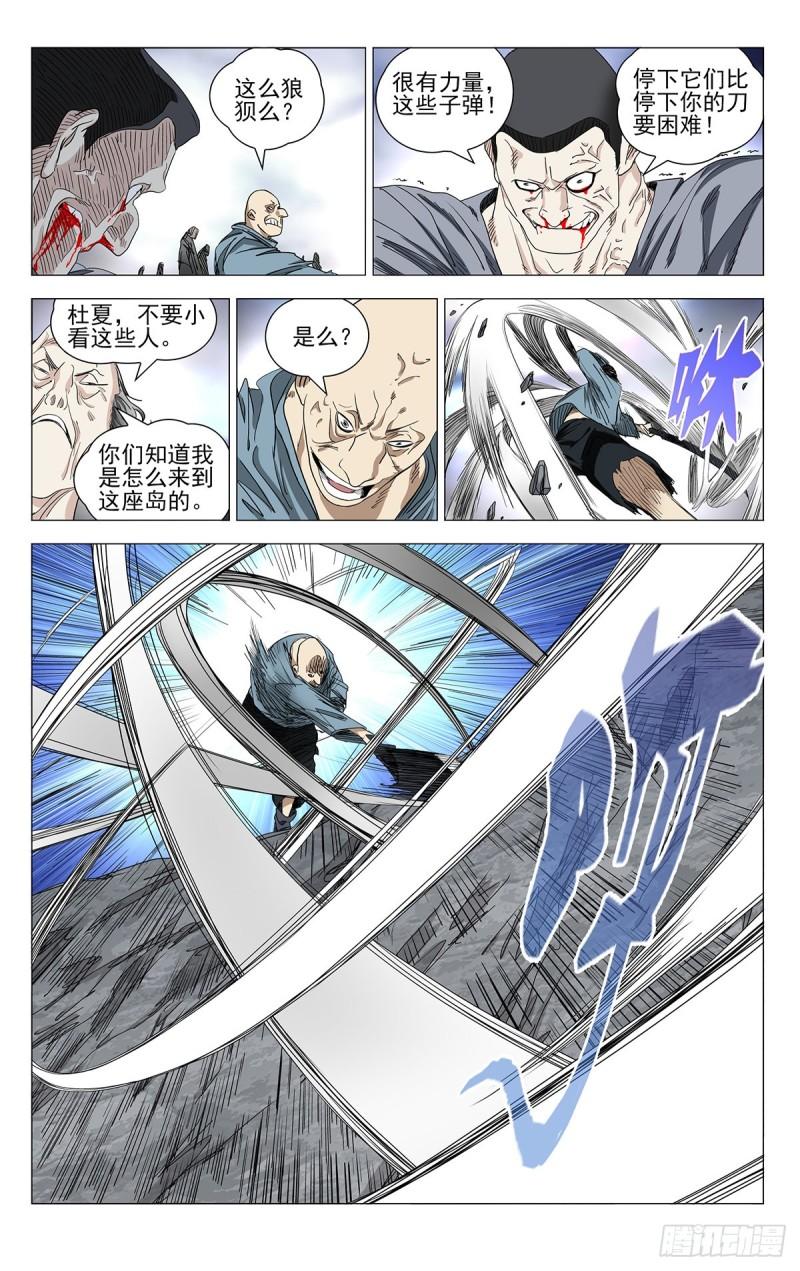 这么狼
狈么？
很有力量，
这些子弹！
停下它们比
停下你的刀
要困难！
杜夏，不要小
看这些人。
你们知道我
是怎么来到
这座岛的。
是么？
咻
腾讯动漫